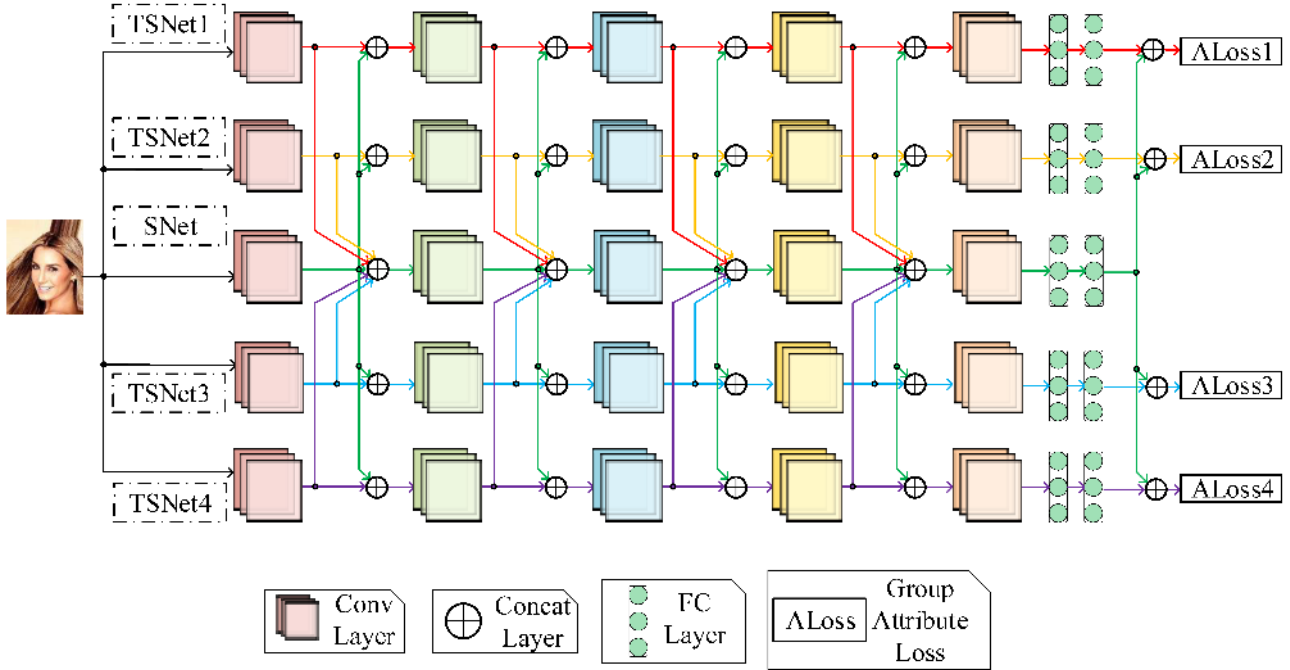 TSNet1
ALoss1
TSNet2
ALoss2
SNet
TSNet3
ALoss3
TSNet4
ALoss4
Conv
Layer
Concat
Layer
FC
Layer
ALoss
Group
Attribute
Loss